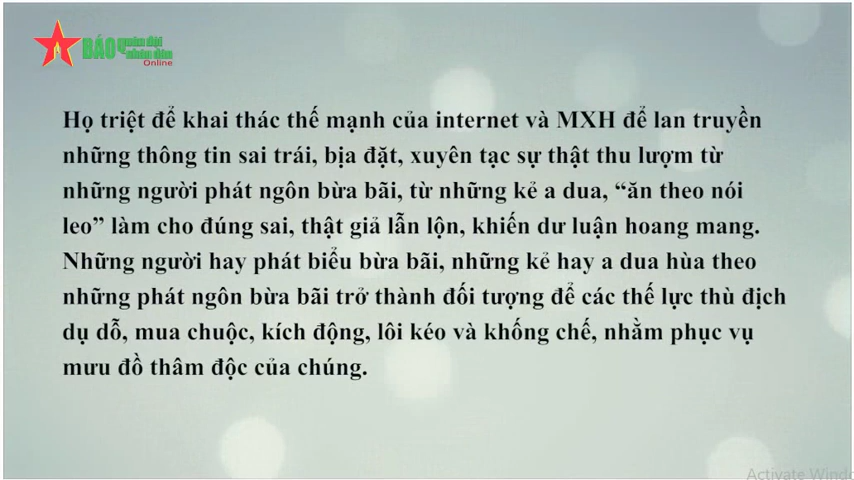 BÁO Quân đội
nhân dân
Online
Họ triệt để khai thác thế mạnh của internet và MXH để lan truyền
những thông tin sai trái, bịa đặt, xuyên tạc sự thật thu lượm từ
những người phát ngôn bừa bãi, từ những kẻ a dua, “ăn theo nói
leo” làm cho đúng sai, thật giả lẫn lộn, khiến dư luận hoang mang.
Những người hay phát biểu bừa bãi, những kẻ hay a dua hùa theo
những phát ngôn bừa bãi trở thành đối tượng để các thế lực thù địch
dụ dỗ, mua chuộc, kích động, lôi kéo và khống chế, nhằm phục vụ
mưu đồ thâm độc của chúng.
Activate Windo